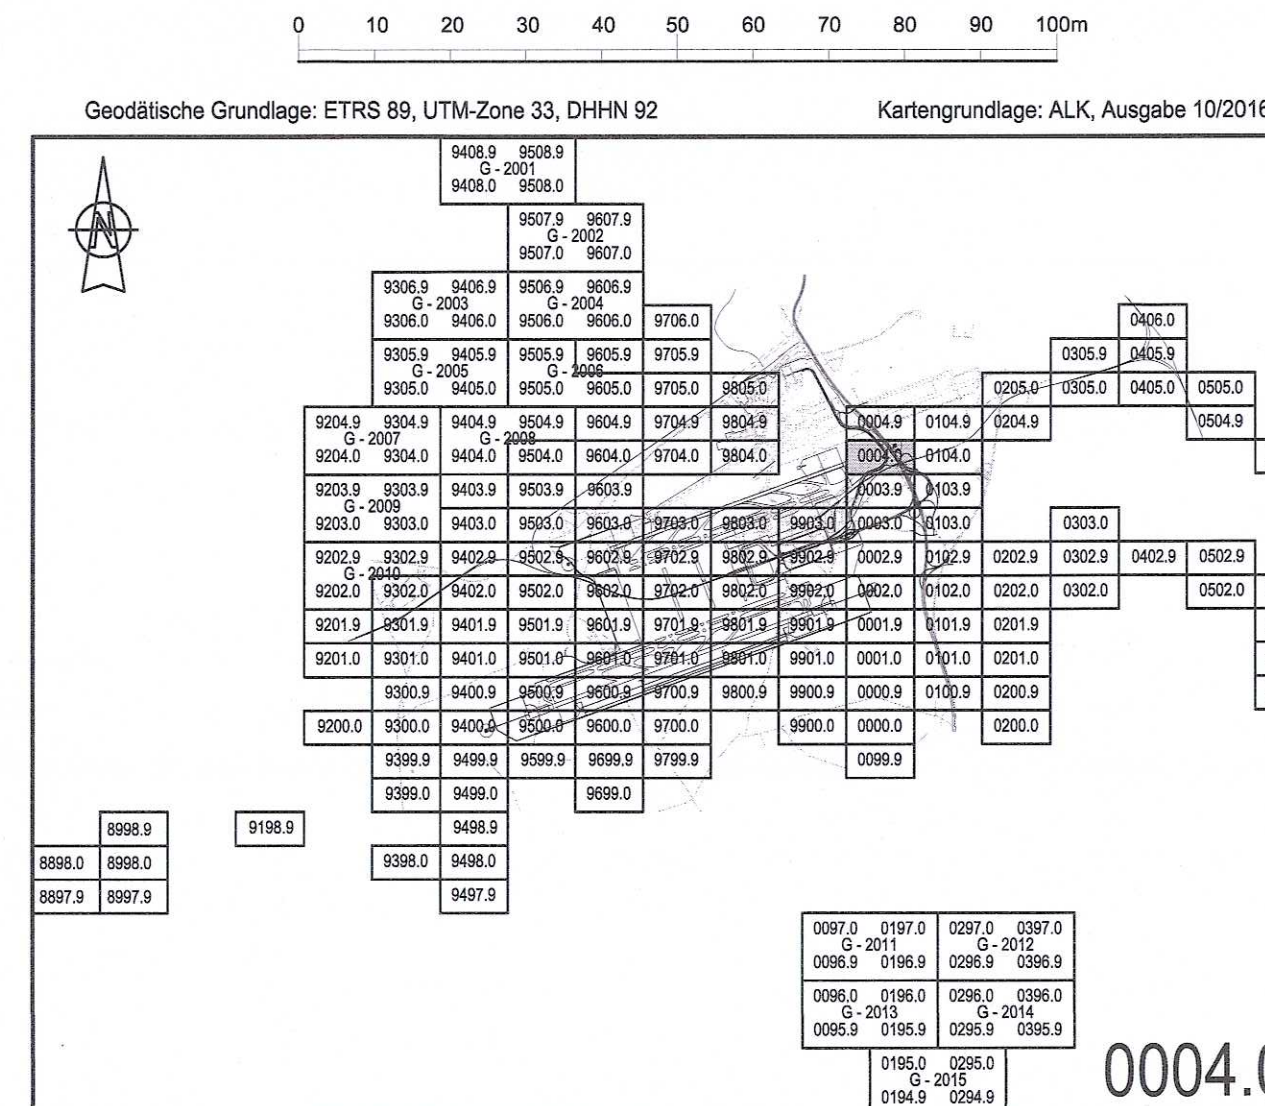 0 10 20 30 40 50 60 70 80 90 100m
Geodätische Grundlage: ETRS 89, UTM-Zone 33, DHHN 92 Kartengrundlage: ALK, Ausgabe 10/2016
N
9408.9 9508.9
G - 2001
9408.0 9508.0
9507.9 9607.9
G - 2002
9507.0 9607.0
9306.9 9406.9 9506.9 9606.9
G - 2003 G - 2004
9306.0 9406.0 9506.0 9606.0 9706.0 0406.0
9305.9 9405.9 9505.9 9605.9 9705.9 0305.9 0405.9
G - 2005 G - 2006
9305.0 9405.0 9505.0 9605.0 9705.0 9805.0 0205.0 0305.0 0405.0 0505.0
9204.9 9304.9 9404.9 9504.9 9604.9 9704.9 9804.9 0004.9 0104.9 0204.9 0504.9
G - 2007 G - 2008
9204.0 9304.0 9404.0 9504.0 9604.0 9704.0 9804.0 0004.0 0104.0
9203.9 9303.9 9403.9 9503.9 9603.9 0003.9 0103.9
G - 2009
9203.0 9303.0 9403.0 9503.0 9603.0 9703.0 9803.0 9903.0 0003.0 0103.0 0303.0
9202.9 9302.9 9402.9 9502.9 9602.9 9702.9 9802.9 9902.9 0002.9 0102.9 0202.9 0302.9 0402.9 0502.9
G - 2010
9202.0 9302.0 9402.0 9502.0 9602.0 9702.0 9802.0 9902.0 0002.0 0102.0 0202.0 0302.0 0502.0
9201.9 9301.9 9401.9 9501.9 9601.9 9701.9 9801.9 9901.9 0001.9 0101.9 0201.9
9201.0 9301.0 9401.0 9501.0 9601.0 9701.0 9801.0 9901.0 0001.0 0101.0 0201.0
9300.9 9400.9 9500.9 9600.9 9700.9 9800.9 9900.9 0000.9 0100.9 0200.9
9200.0 9300.0 9400.0 9500.0 9600.0 9700.0 9900.0 0000.0 0200.0
9399.9 9499.9 9599.9 9699.9 9799.9 0099.9
9399.0 9499.0 9699.0
8998.9 9198.9 9498.9
8898.0 8998.0 9398.0 9498.0
8897.9 8997.9 9497.9
0097.0 0197.0 0297.0 0397.0
G - 2011 G - 2012
0096.9 0196.9 0296.9 0396.9
0096.0 0196.0 0296.0 0396.0
G - 2013 G - 2014
0095.9 0195.9 0295.9 0395.9
0195.0 0295.0
G - 2015
0194.9 0294.9
0004.0